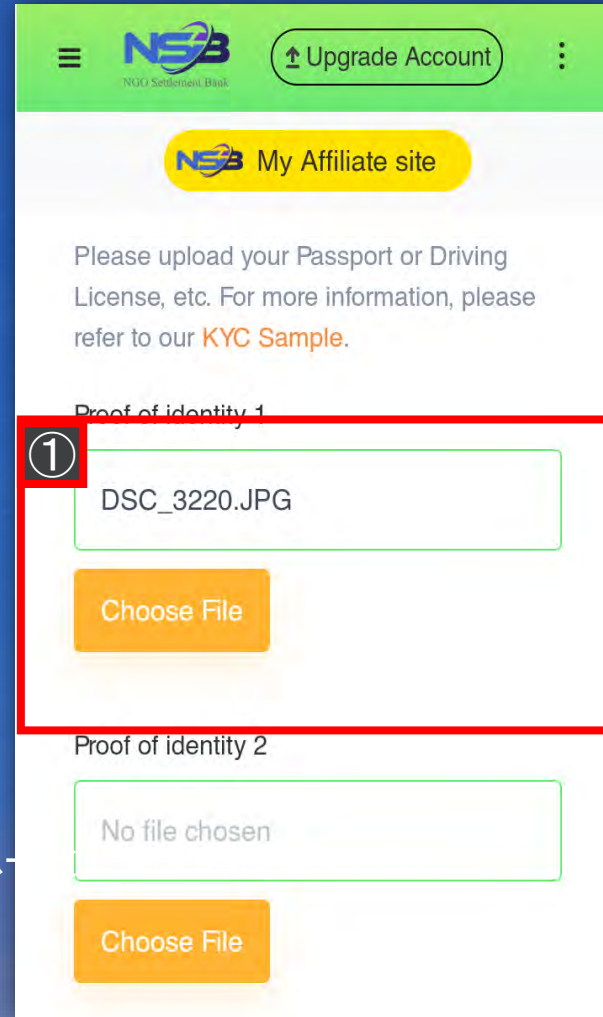 NSB
NGO Settlement Bank
Upgrade Account
NSB My Affiliate site
Please upload your Passport or Driving
License, etc. For more information, please
refer to our KYC Sample.
Proof of identity 1
①
DSC_3220.JPG
Choose File
Proof of identity 2
No file chosen
Choose File